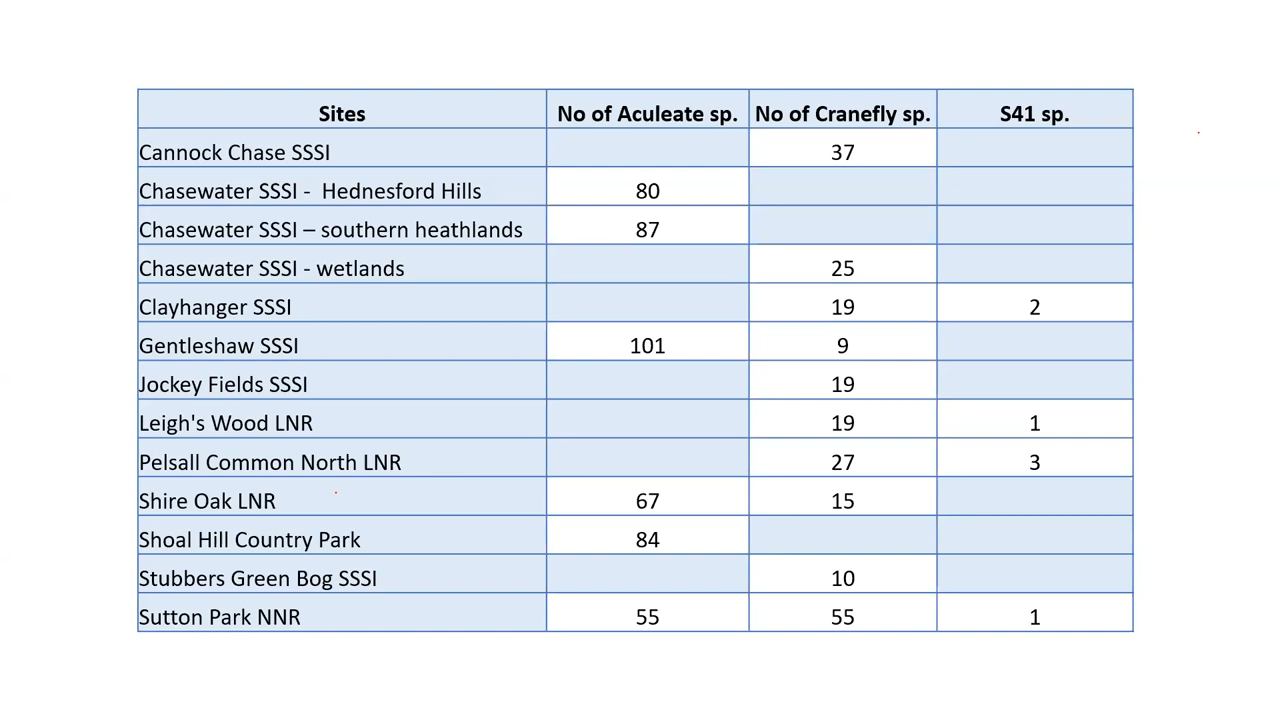 Sites No of Aculeate sp. No of Cranefly sp. S41 sp.
Cannock Chase SSSI 37
Chasewater SSSI -  Hednesford Hills 80
Chasewater SSSI – southern heathlands 87
Chasewater SSSI - wetlands 25
Clayhanger SSSI 19 2
Gentleshaw SSSI 101 9
Jockey Fields SSSI 19
Leigh's Wood LNR 19 1
Pelsall Common North LNR 27 3
Shire Oak LNR 67 15
Shoal Hill Country Park 84
Stubbers Green Bog SSSI 10
Sutton Park NNR 55 55 1